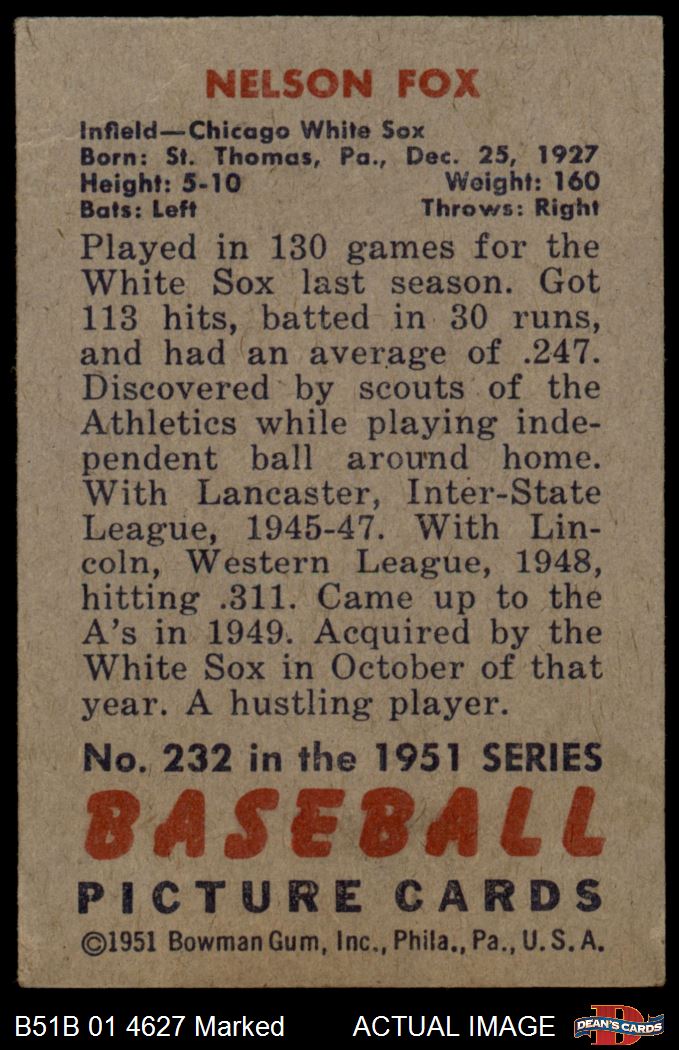 NELSON FOX
Infield—Chicago White Sox
Born: St. Thomas, Pa., Dec. 25, 1927
Height: 5-10 Weight: 160
Bats: Left Throws: Right
Played in 130 games for the
White Sox last season. Got
113 hits, batted in 30 runs,
and had an average of .247.
Discovered by scouts of the
Athletics while playing inde-
pendent ball around home.
With Lancaster, Inter-State
League, 1945-47. With Lin-
coln, Western League, 1948,
hitting .311. Came up to the
A's in 1949. Acquired by the
White Sox in October of that
year. A hustling player.
No. 232 in the 1951 SERIES
BASEBALL
PICTURE CARDS
©1951 Bowman Gum, Inc., Phila., Pa., U.S.A.
B51B 01 4627 Marked ACTUAL IMAGE D DEAN'S CARDS